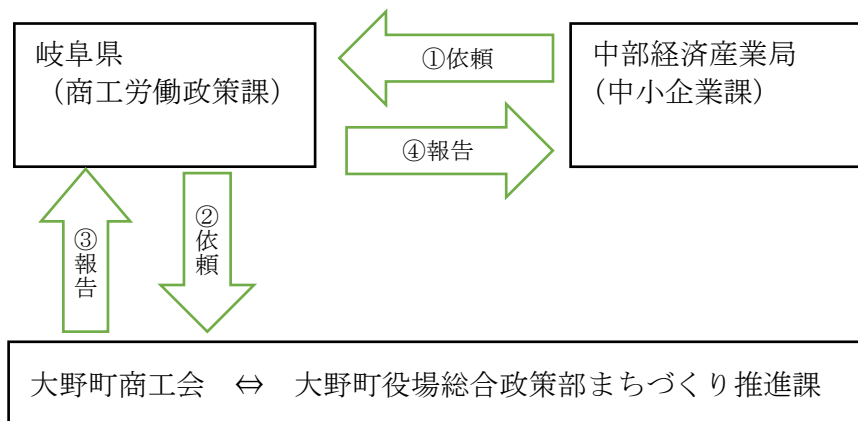 岐阜県
（商工労働政策課）
①依頼
中部経済産業局
（中小企業課）
④報告
③報告
②依頼
大野町商工会　⇔　大野町役場総合政策部まちづくり推進課